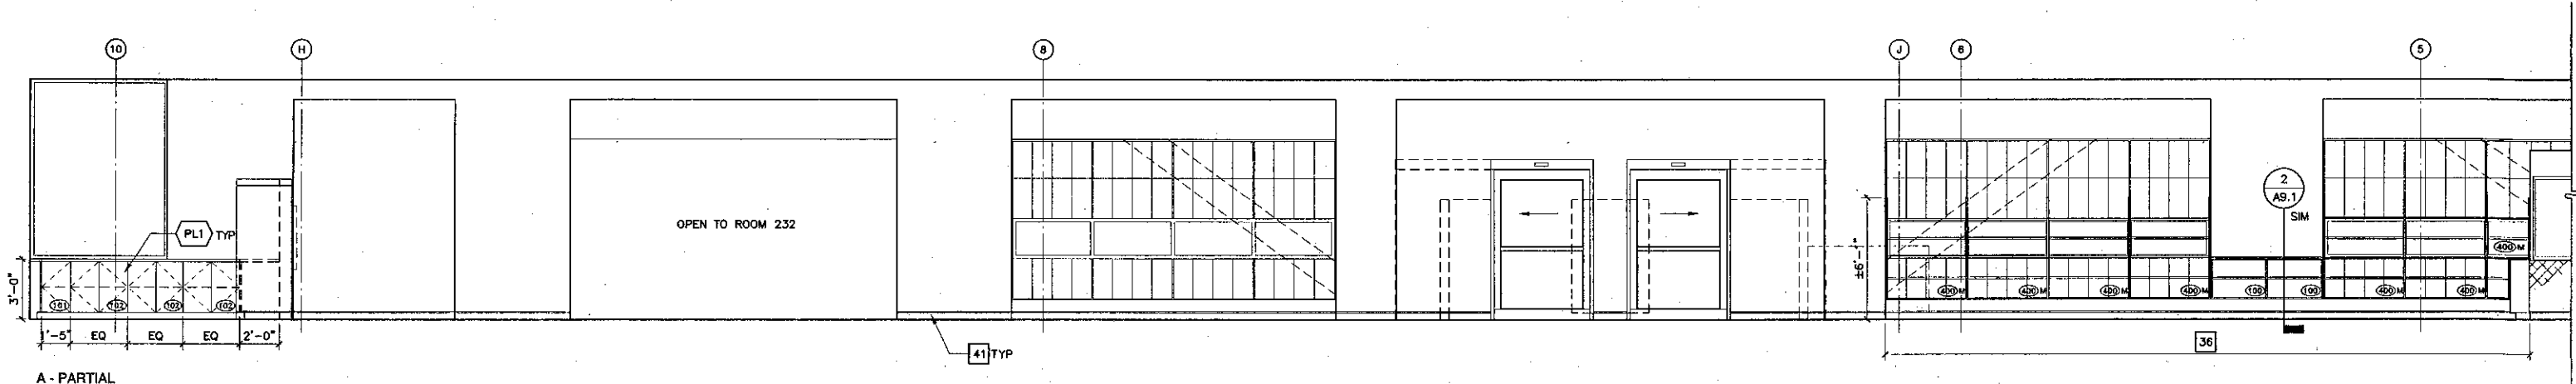 10
H
8
J
6
5
2
A9.1
SIM
OPEN TO ROOM 232
PL1 TYP
±6'-1"
400 M
3'-0"
101
102
102
102
400 M
400 M
400 M
400 M
100
100
400 M
400 M
1'-5"
EQ
EQ
EQ
2'-0"
36
41 TYP
A - PARTIAL